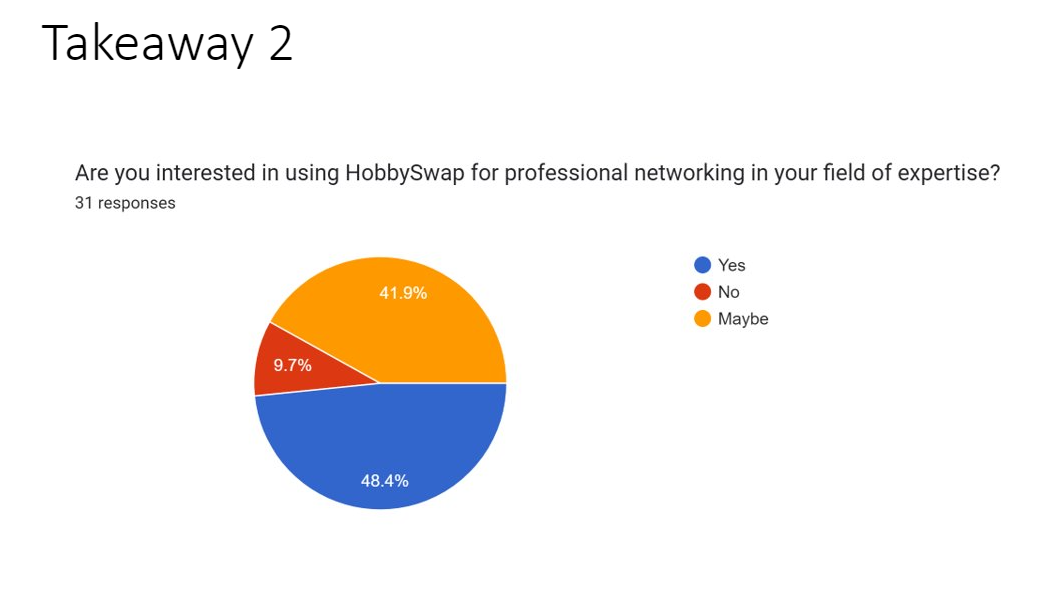 Takeaway 2
Are you interested in using HobbySwap for professional networking in your field of expertise?
31 responses
41.9%
9.7%
48.4%
Yes
No
Maybe